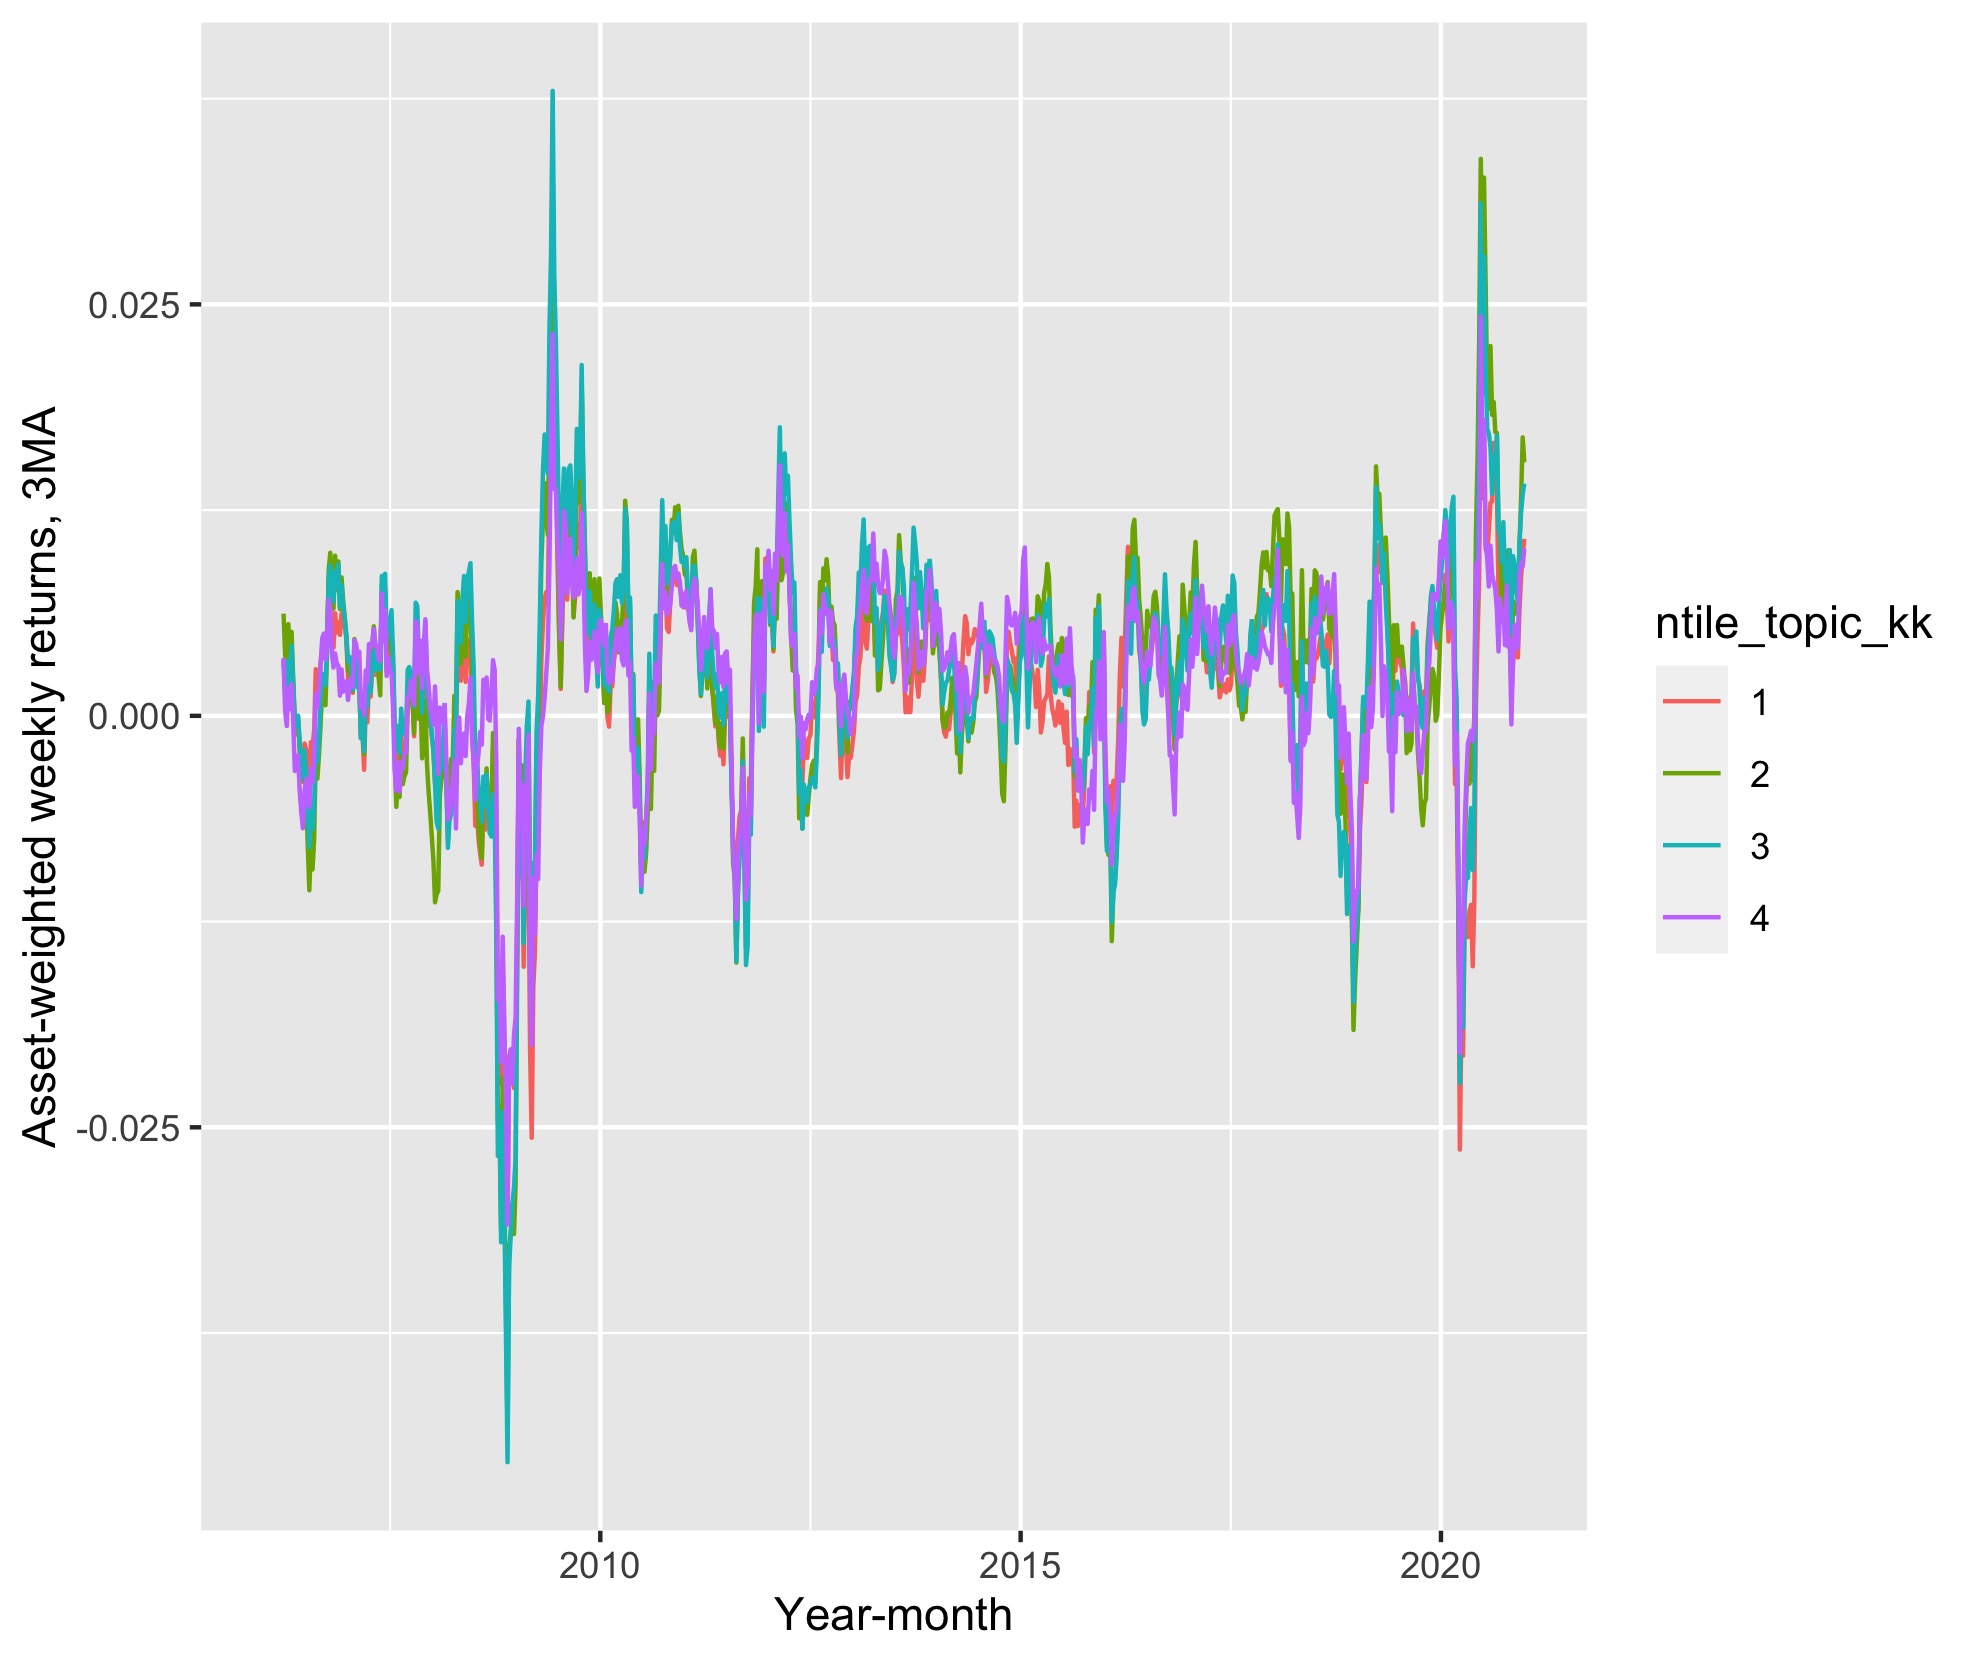 Asset-weighted weekly returns, 3MA
0.025
0.000
-0.025
2010 2015 2020
Year-month
ntile_topic_kk
1
2
3
4